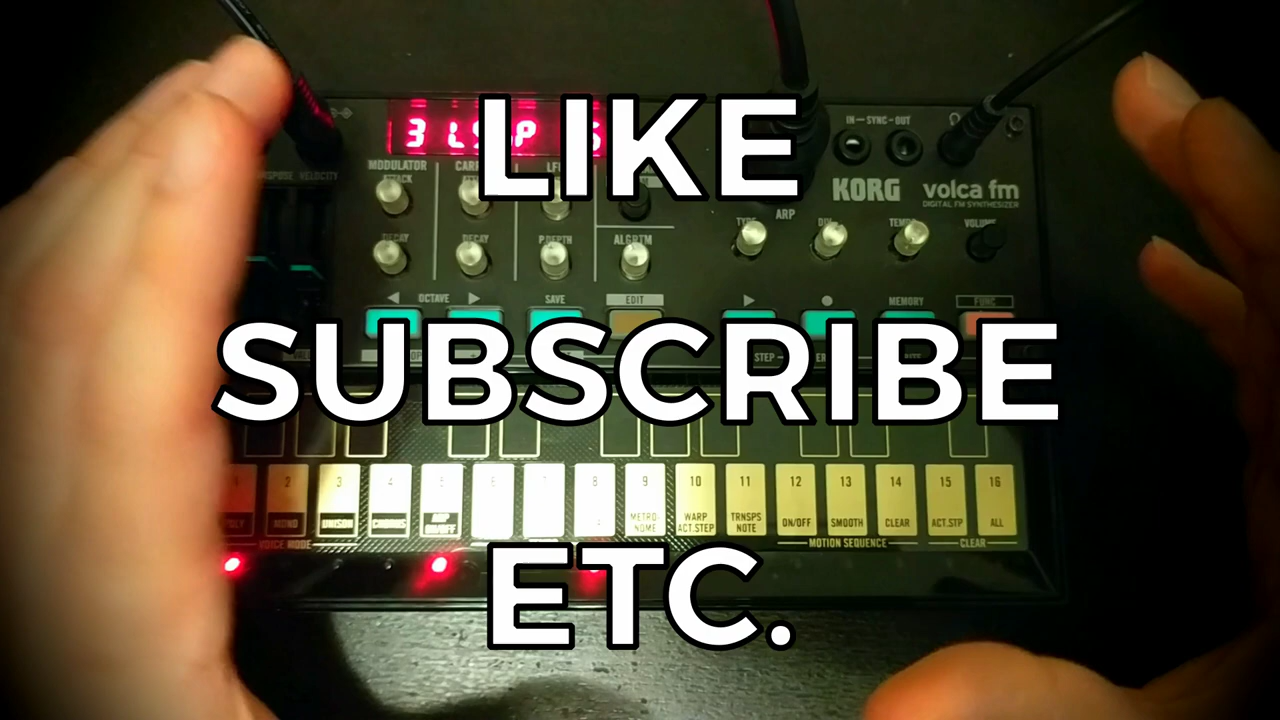 LIKE
SUBSCRIBE
ETC.
IN—SYNC—OUT
MODULATOR
ATTACK
VELOCITY
KORG
volca fm
DIGITAL FM SYNTHESIZER
ARP
TYPE
DIV.
TEMPO
VOLUME
DECAY
DECAY
P.DEPTH
ALGRTM
OCTAVE
SAVE
EDIT
MEMORY
FUNC
STEP
1 2 3 4 5 6 7 8 9 10 11 12 13 14 15 16
POLY
MONO
UNISON
CHORUS
ARP ON/OFF
METRO-NOME
WARP ACT.STEP
TRNSPS NOTE
ON/OFF
SMOOTH
CLEAR
ACT.STP
ALL
VOICE MODE
MOTION SEQUENCE
CLEAR